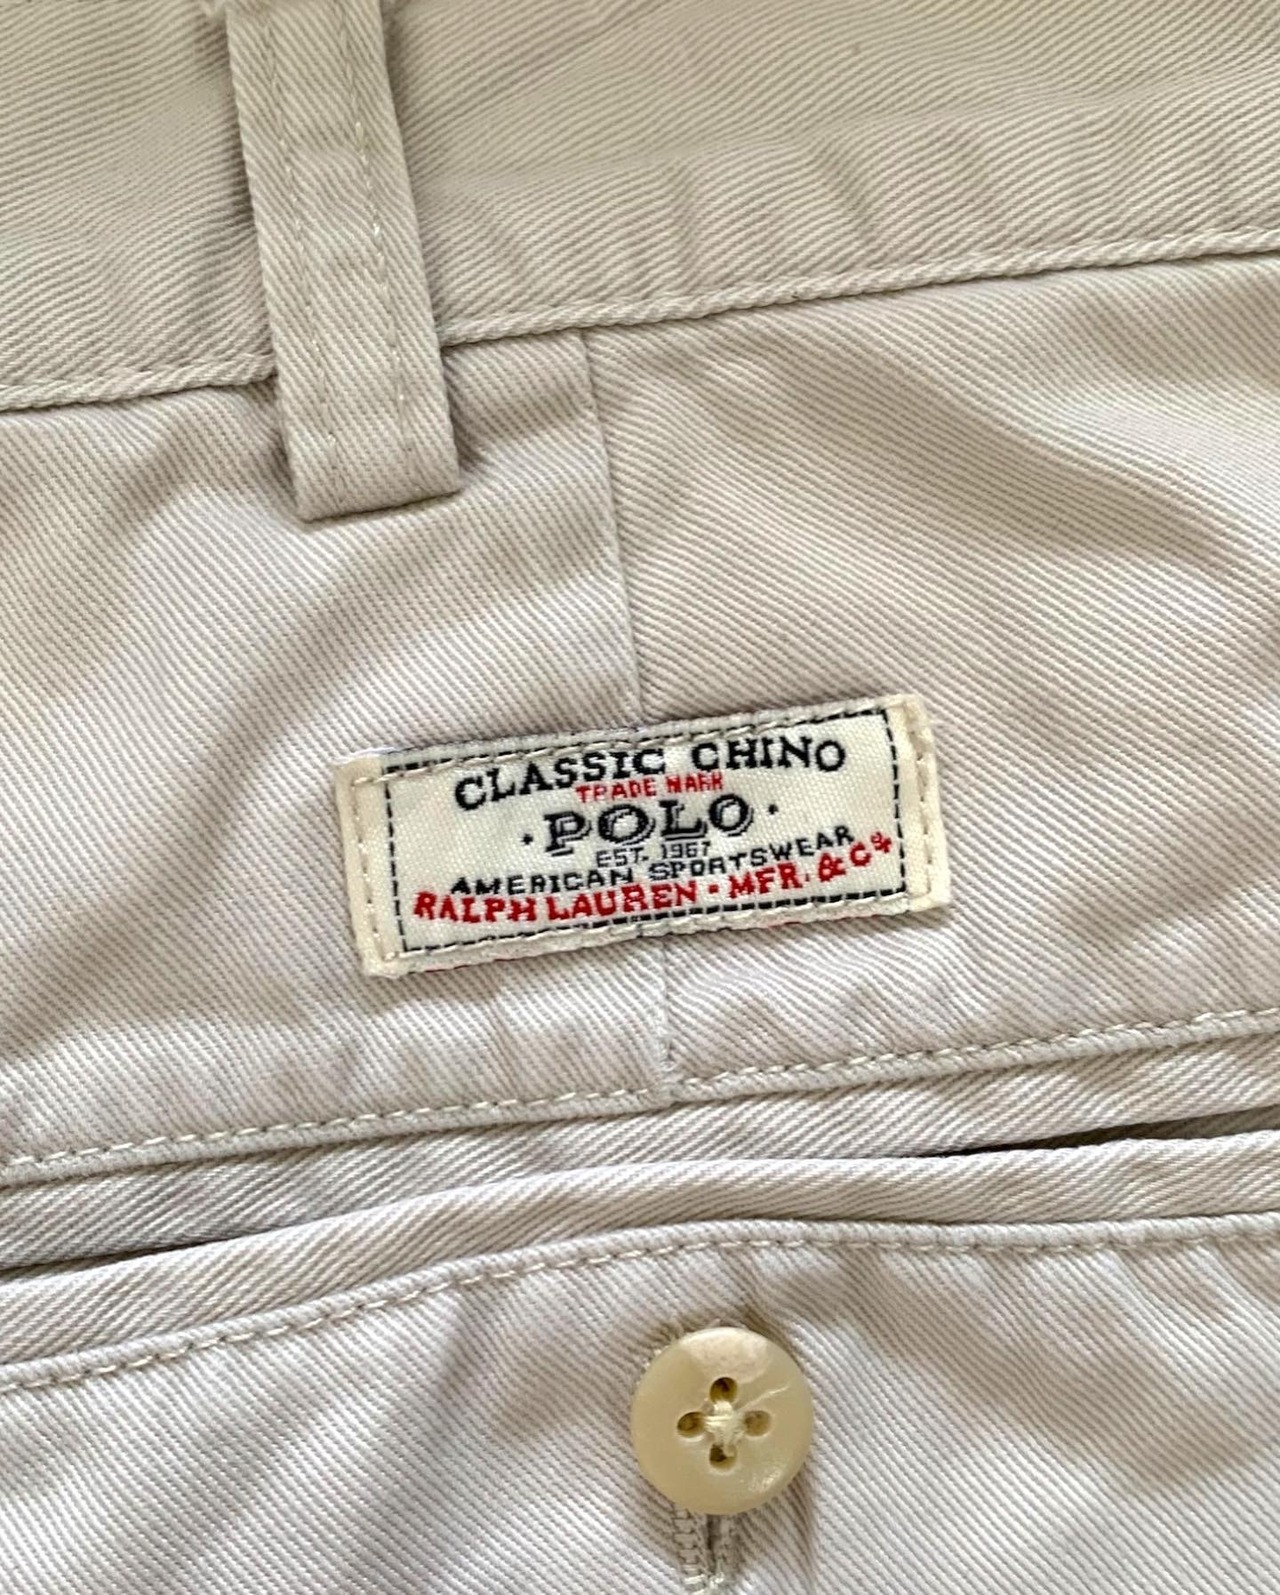 CLASSIC CHINO
TRADE MARK
· POLO ·
EST. 1967
AMERICAN SPORTSWEAR
RALPH LAUREN · MFR. & Co